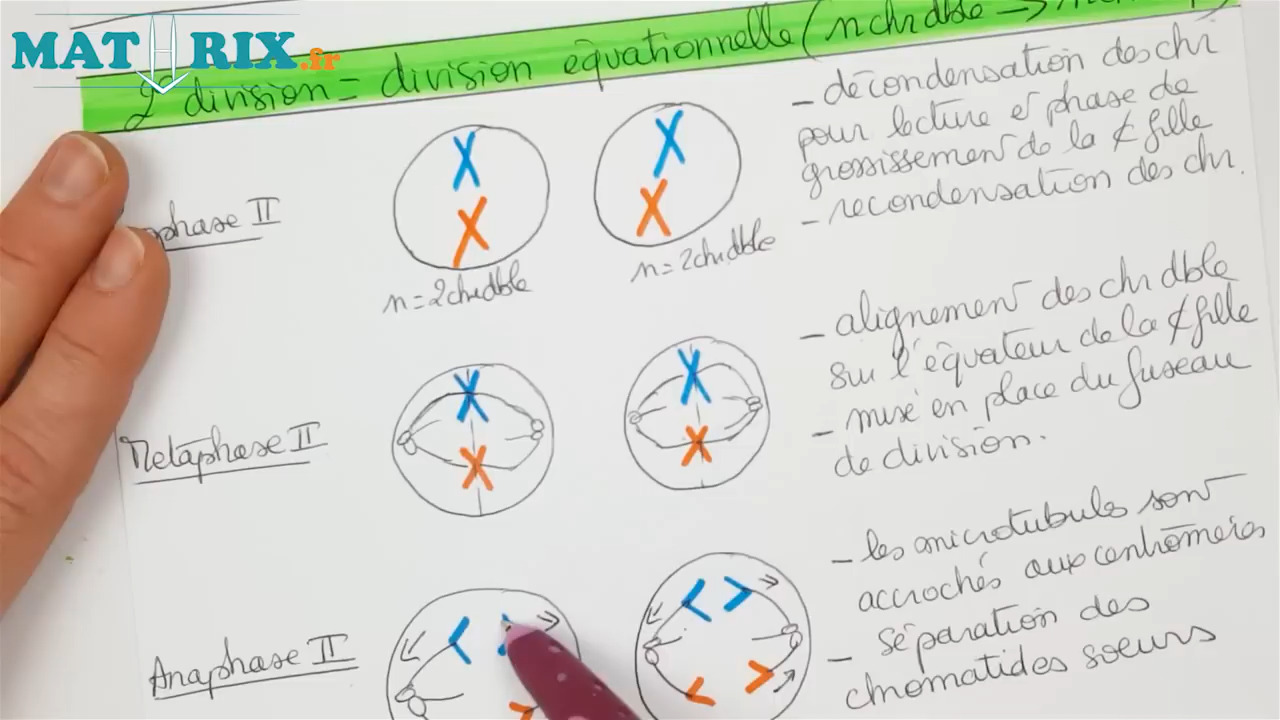 MATHRIX.fr
2 division = division équationnelle (n chr dble →
phase II
n = 2 chr dble
n = 2 chr dble
- décondensation des chr
pour lecture et phase de
grossissement de la ¢ fille
- recondensation des chr.
Métaphase II
- alignement des chr dble
sur l'équateur de la ¢ fille
- mise en place du fuseau
de division.
Anaphase II
- les microtubules sont
accrochés aux centromères
- séparation des
chromatides soeurs